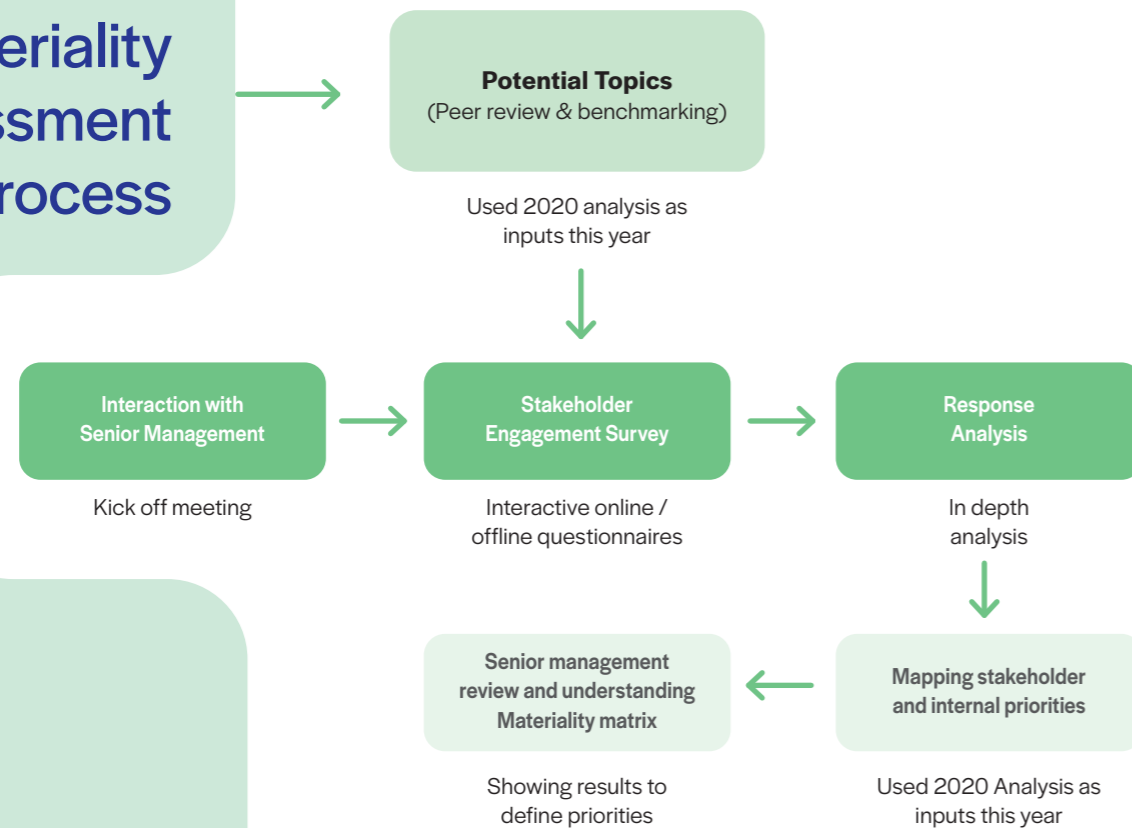 eriality
ssment
rocess
Potential Topics
(Peer review & benchmarking)
Used 2020 analysis as
inputs this year
Interaction with
Senior Management
Kick off meeting
Stakeholder
Engagement Survey
Interactive online /
offline questionnaires
Response
Analysis
In depth
analysis
Mapping stakeholder
and internal priorities
Used 2020 Analysis as
inputs this year
Senior management
review and understanding
Materiality matrix
Showing results to
define priorities